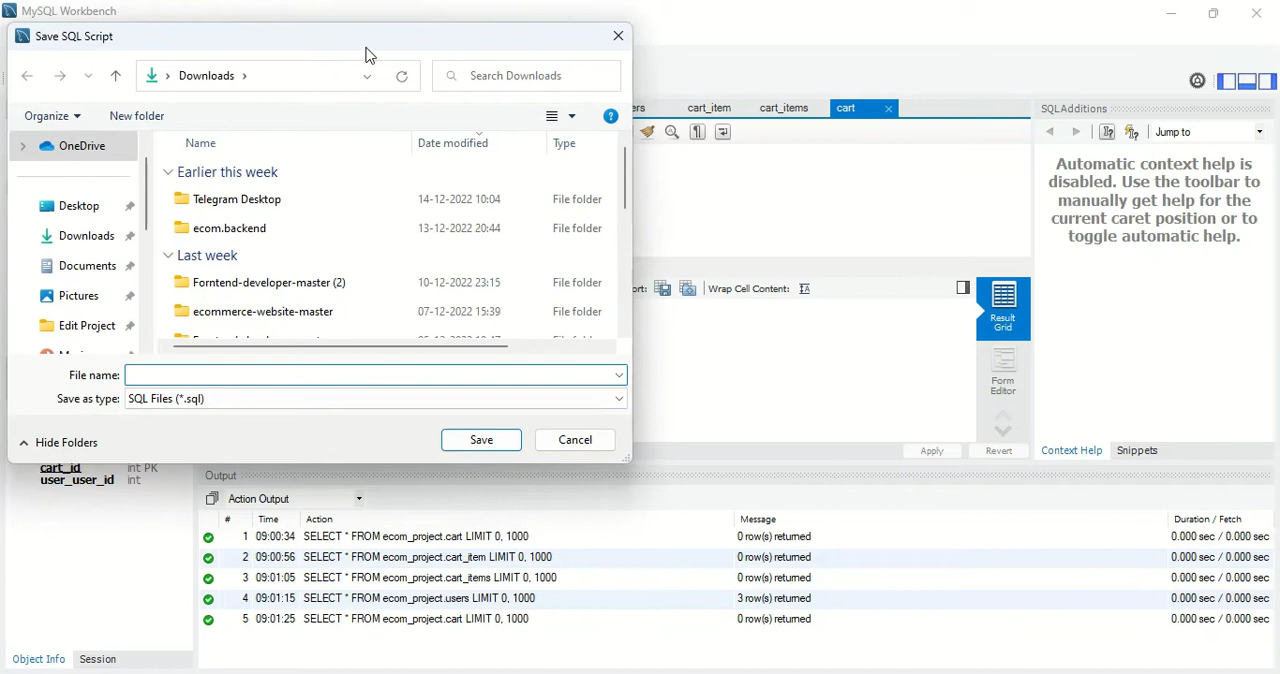 MySQL Workbench
Save SQL Script
Downloads
Search Downloads
Organize
New folder
Name
Date modified
Type
OneDrive
Earlier this week
Telegram Desktop 14-12-2022 10:04 File folder
ecom.backend 13-12-2022 20:44 File folder
Last week
Forntend-developer-master (2) 10-12-2022 23:15 File folder
ecommerce-website-master 07-12-2022 15:39 File folder
Desktop
Downloads
Documents
Pictures
Edit Project
File name:
Save as type: SQL Files (*.sql)
Hide Folders
Save
Cancel
ers
cart_item
cart_items
cart
ort:
Wrap Cell Content:
Result
Grid
Form
Editor
Apply
Revert
SQLAdditions
Jump to
Automatic context help is
disabled. Use the toolbar to
manually get help for the
current caret position or to
toggle automatic help.
Context Help
Snippets
cart_id int PK
user_user_id int
Object Info
Session
Output
Action Output
# Time Action Message Duration / Fetch
1 09:00:34 SELECT * FROM ecom_project.cart LIMIT 0, 1000 0 row(s) returned 0.000 sec / 0.000 sec
2 09:00:56 SELECT * FROM ecom_project.cart_item LIMIT 0, 1000 0 row(s) returned 0.000 sec / 0.000 sec
3 09:01:05 SELECT * FROM ecom_project.cart_items LIMIT 0, 1000 0 row(s) returned 0.000 sec / 0.000 sec
4 09:01:15 SELECT * FROM ecom_project.users LIMIT 0, 1000 3 row(s) returned 0.000 sec / 0.000 sec
5 09:01:25 SELECT * FROM ecom_project.cart LIMIT 0, 1000 0 row(s) returned 0.000 sec / 0.000 sec